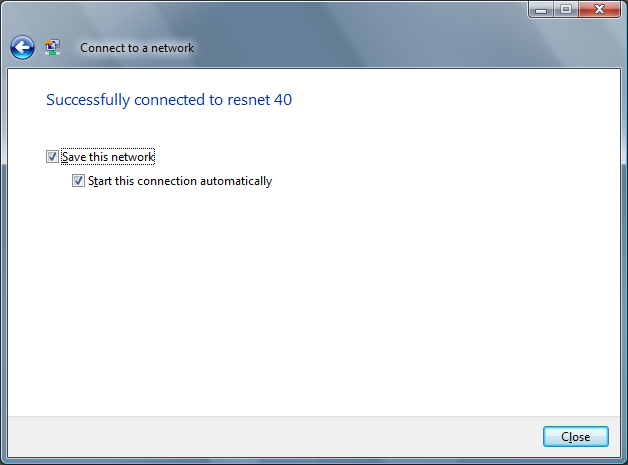 Connect to a network
Successfully connected to resnet 40
Save this network
Start this connection automatically
Close